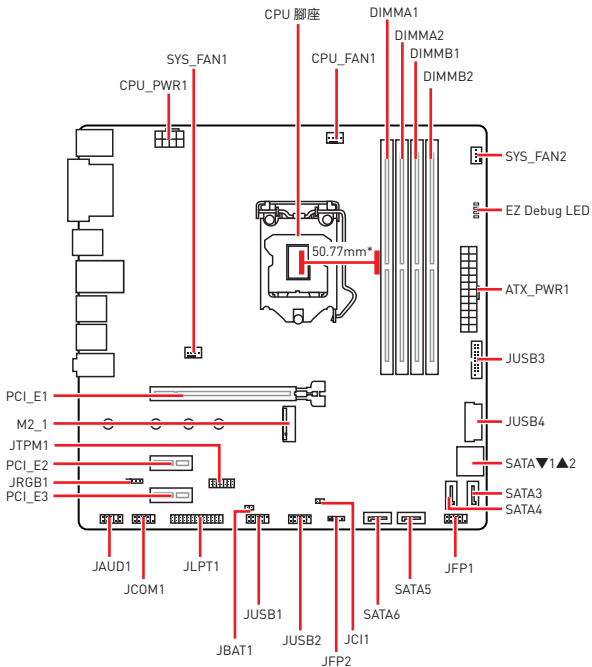 CPU 腳座
DIMMA1
DIMMA2
DIMMB1
DIMMB2
SYS_FAN1
CPU_FAN1
CPU_PWR1
SYS_FAN2
EZ Debug LED
50.77mm*
ATX_PWR1
JUSB3
PCI_E1
M2_1
JUSB4
JTPM1
PCI_E2
SATA▼1▲2
JRGB1
PCI_E3
SATA3
SATA4
JAUD1
JCOM1
JLPT1
JBAT1
JUSB1
JUSB2
JFP2
JCI1
SATA6
SATA5
JFP1